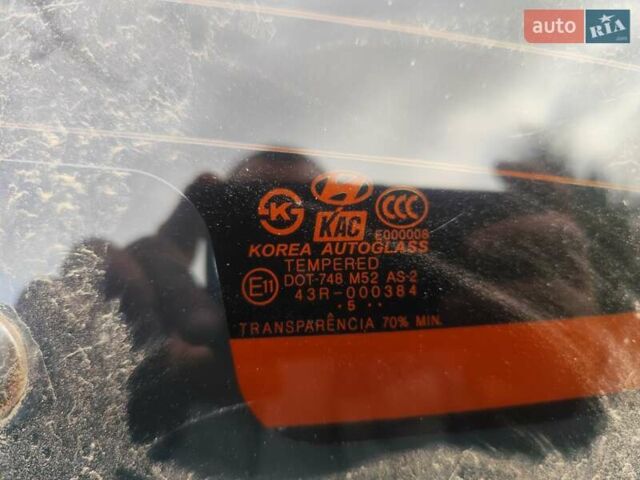 auto RIA
.com
KAC
E000008
KOREA AUTOGLASS
TEMPERED
DOT-748 M52 AS-2
E11
43R-000384
·5 ··
TRANSPARÊNCIA 70% MIN.